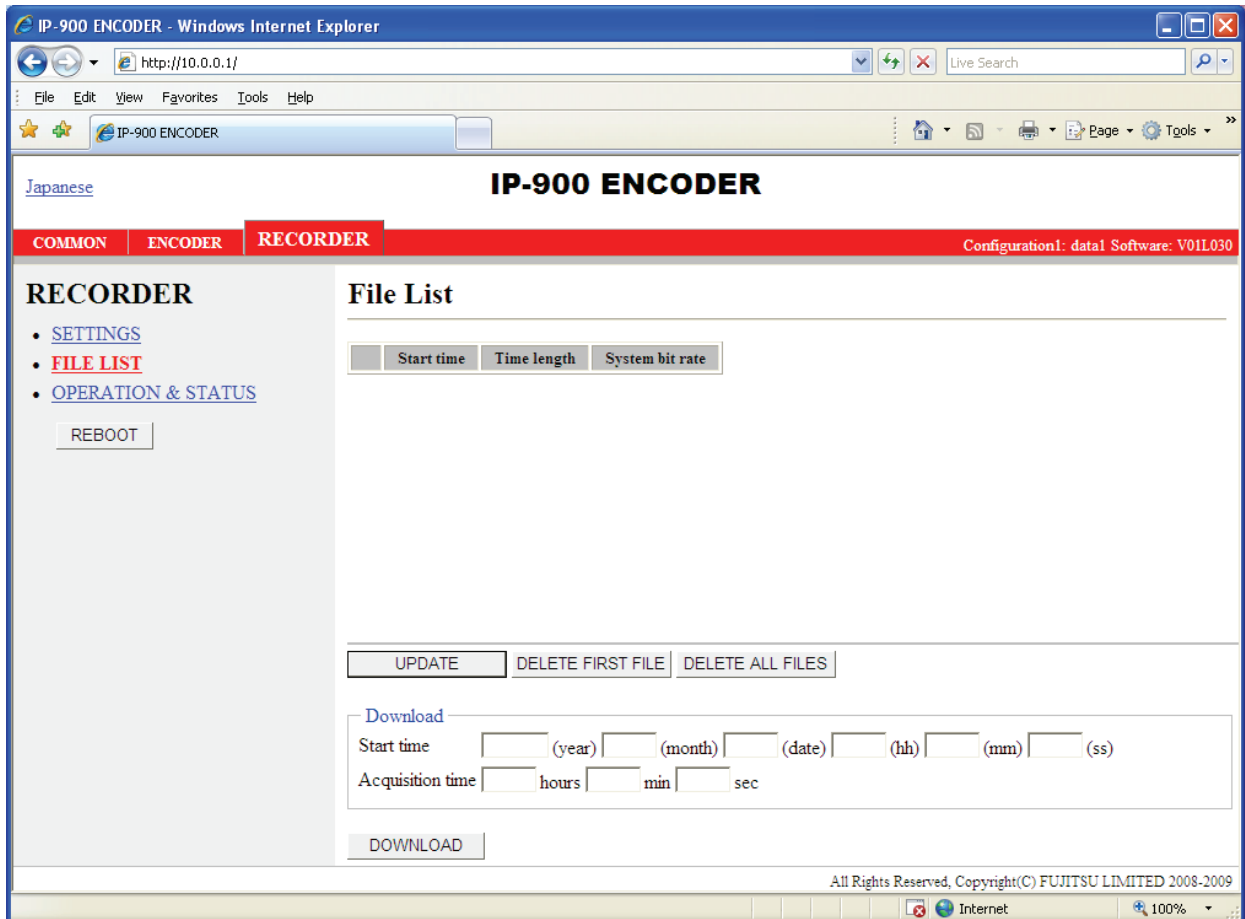 IP-900 ENCODER - Windows Internet Explorer
http://10.0.0.1/ Live Search
File Edit View Favorites Tools Help
IP-900 ENCODER Page Tools »
Japanese IP-900 ENCODER
COMMON ENCODER RECORDER Configuration1: data1 Software: V01L030
RECORDER
• SETTINGS
• FILE LIST
• OPERATION & STATUS
REBOOT
File List
Start time Time length System bit rate
UPDATE DELETE FIRST FILE DELETE ALL FILES
Download
Start time (year) (month) (date) (hh) (mm) (ss)
Acquisition time hours min sec
DOWNLOAD
All Rights Reserved, Copyright(C) FUJITSU LIMITED 2008-2009
Internet 100%